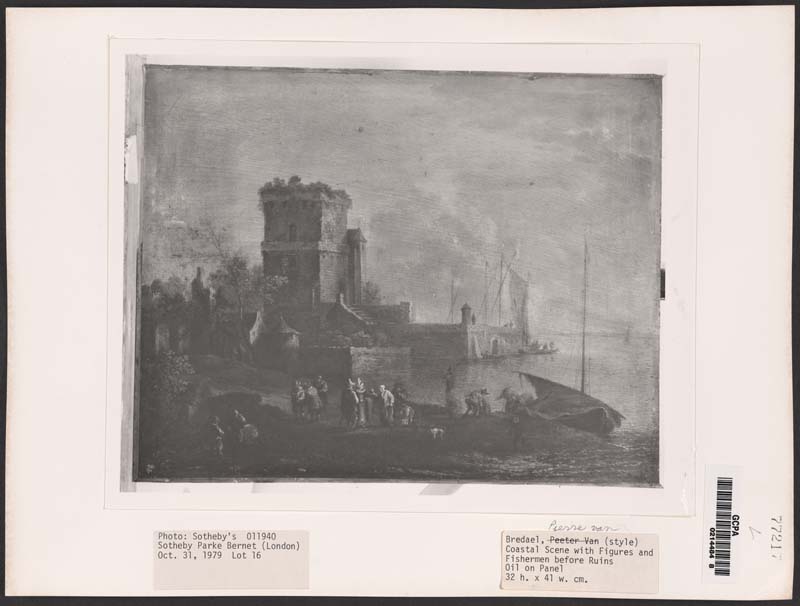 Photo: Sotheby's 011940
Sotheby Parke Bernet (London)
Oct. 31, 1979 Lot 16
Pierre van
Bredael, Peeter Van (style)
Coastal Scene with Figures and
Fishermen before Ruins
Oil on Panel
32 h. x 41 w. cm.
GCPA
0214484 8
77217
L